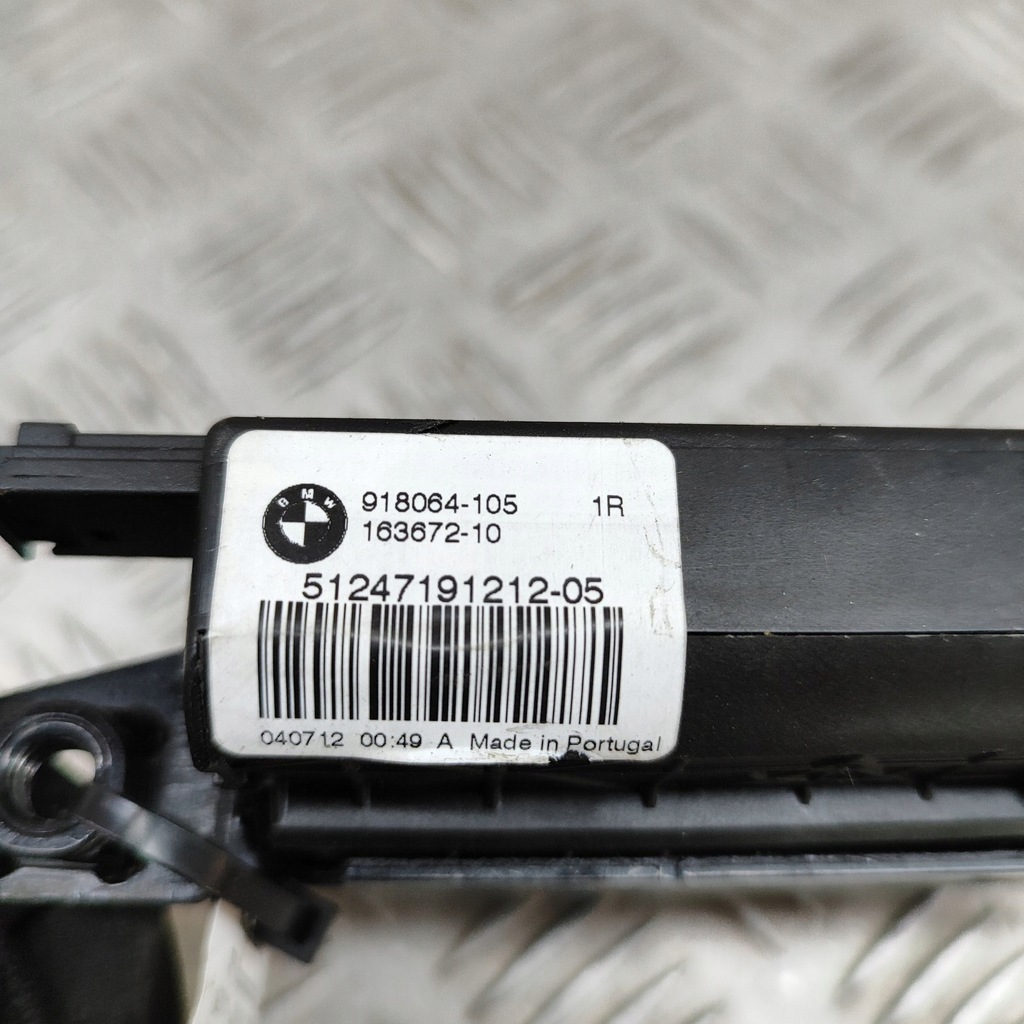 BMW
918064-105 1R
163672-10
51247191212-05
040712 00:49 A Made in Portugal